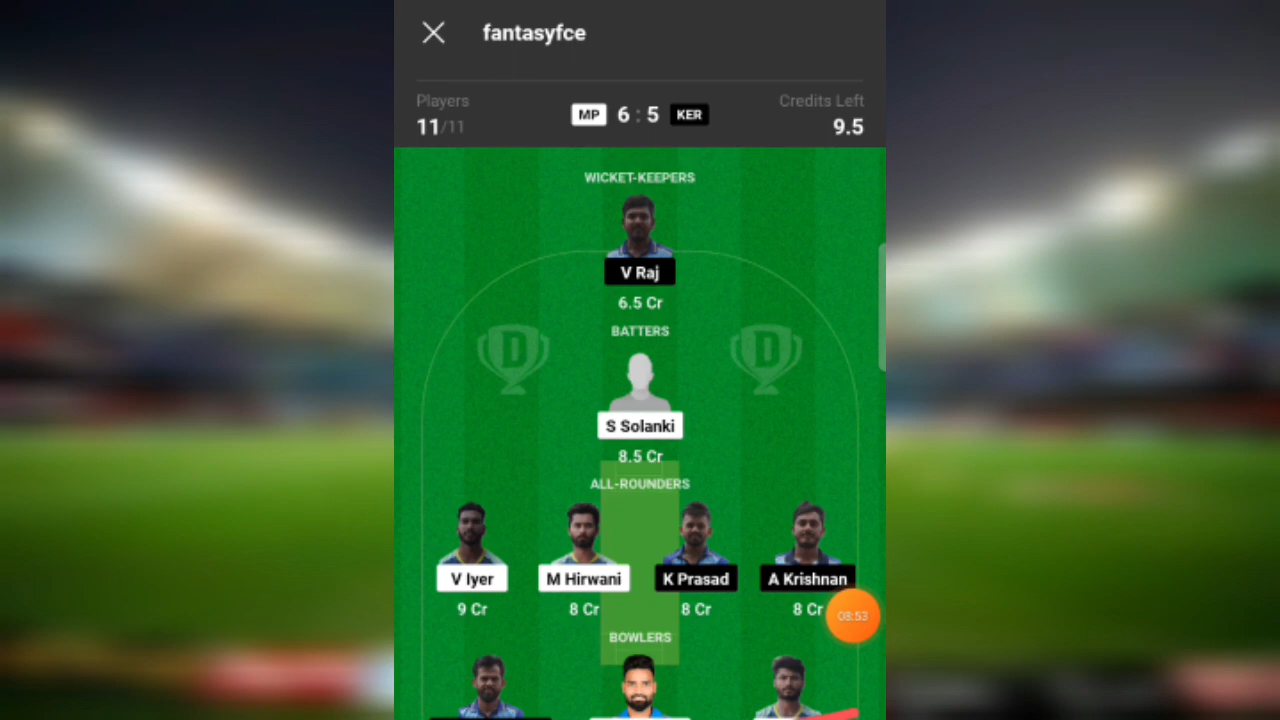 fantasyfce
Players
11/11
MP 6 : 5 KER
Credits Left
9.5
WICKET-KEEPERS
V Raj
6.5 Cr
BATTERS
D
D
S Solanki
8.5 Cr
ALL-ROUNDERS
V Iyer
M Hirwani
K Prasad
A Krishnan
9 Cr
8 Cr
8 Cr
8 Cr
08:53
BOWLERS